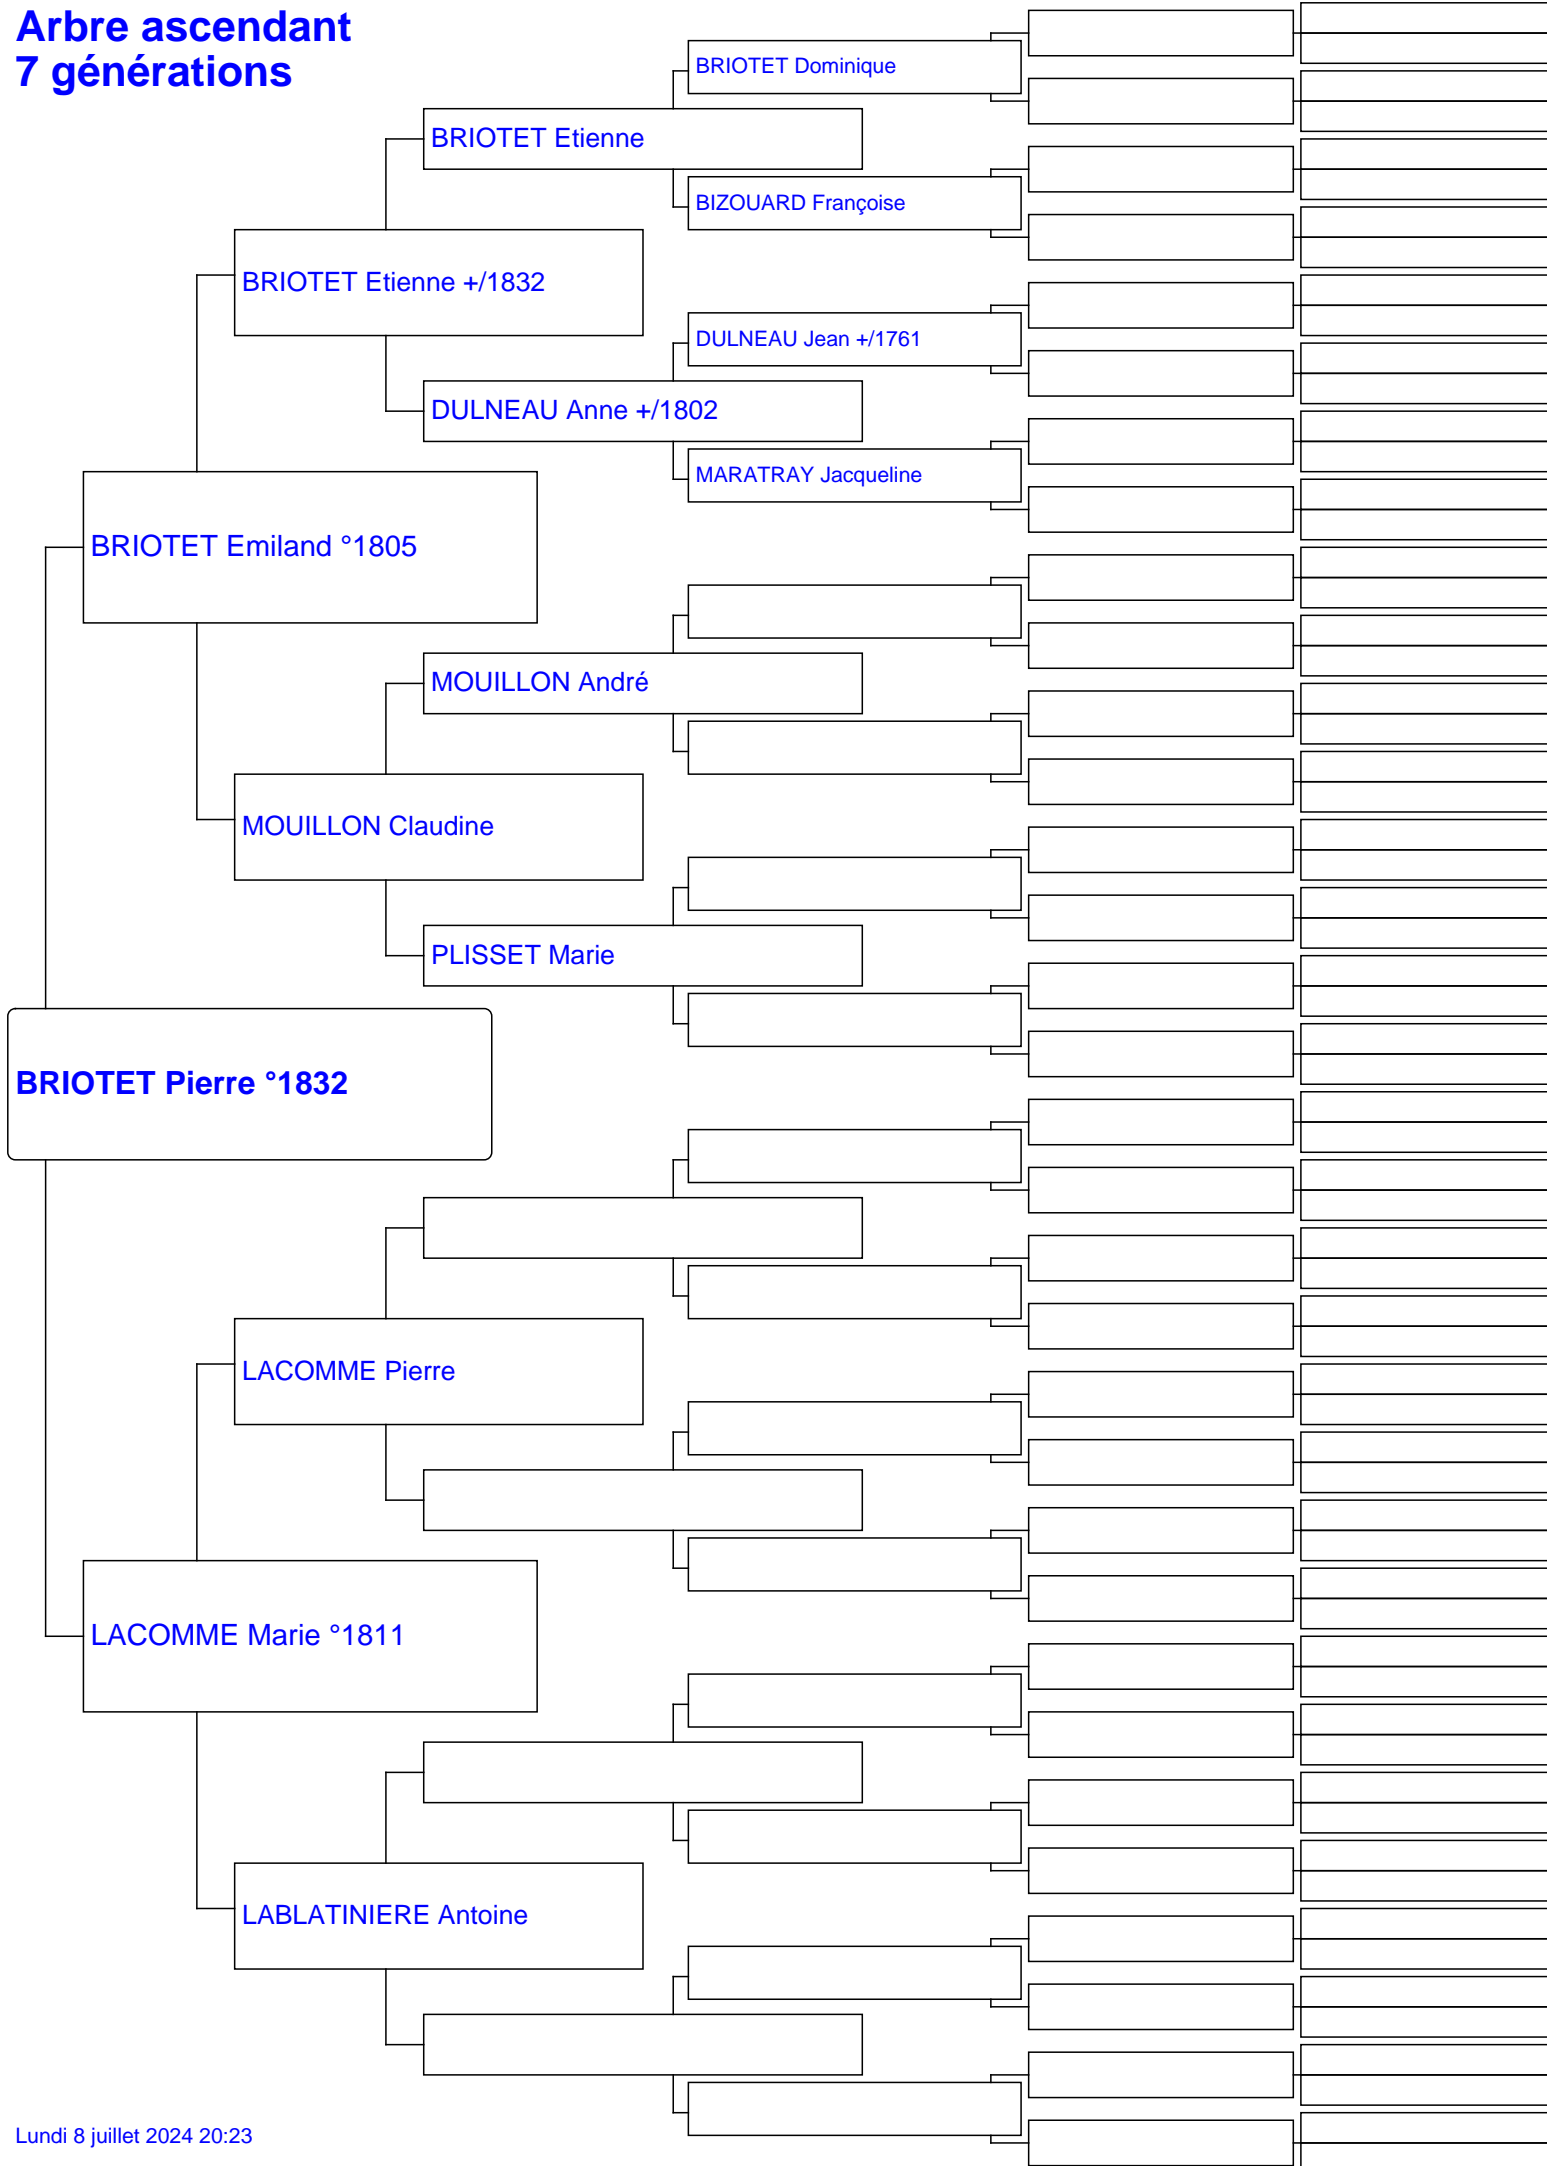 Arbre ascendant
7 générations
BRIOTET Dominique
BRIOTET Etienne
BIZOUARD Françoise
BRIOTET Etienne +/1832
DULNEAU Jean +/1761
DULNEAU Anne +/1802
MARATRAY Jacqueline
BRIOTET Emiland °1805
MOUILLON André
MOUILLON Claudine
PLISSET Marie
BRIOTET Pierre °1832
LACOMME Pierre
LACOMME Marie °1811
LABLATINIERE Antoine
Lundi 8 juillet 2024 20:23